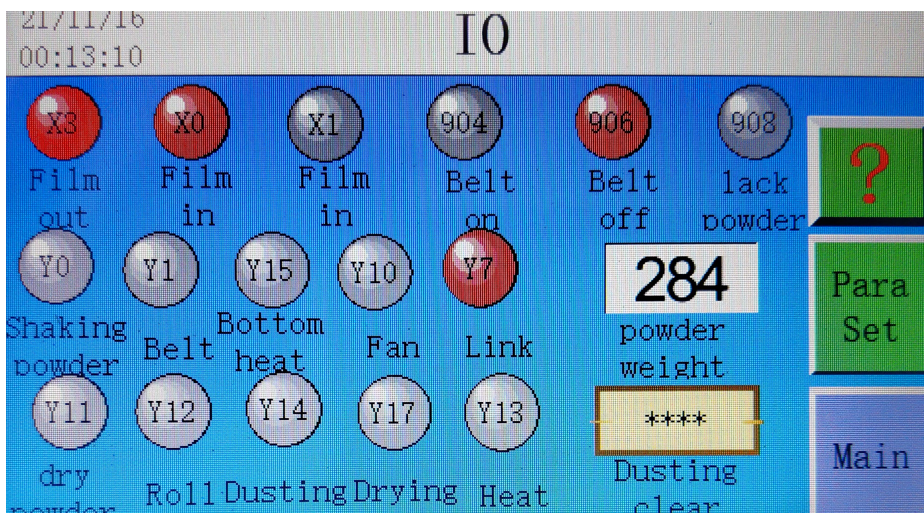 21/11/16
00:13:10
IO
X3 X0 X1 904 906 908
Film out
Film in
Film in
Belt on
Belt off
lack powder
?
Y0 Y1 Y15 Y10 Y7
Shaking powder
Belt
Bottom heat
Fan
Link
284
powder weight
Para Set
Y11 Y12 Y14 Y17 Y13
dry powder
Roll
Dusting
Drying
Heat
****
Dusting clear
Main